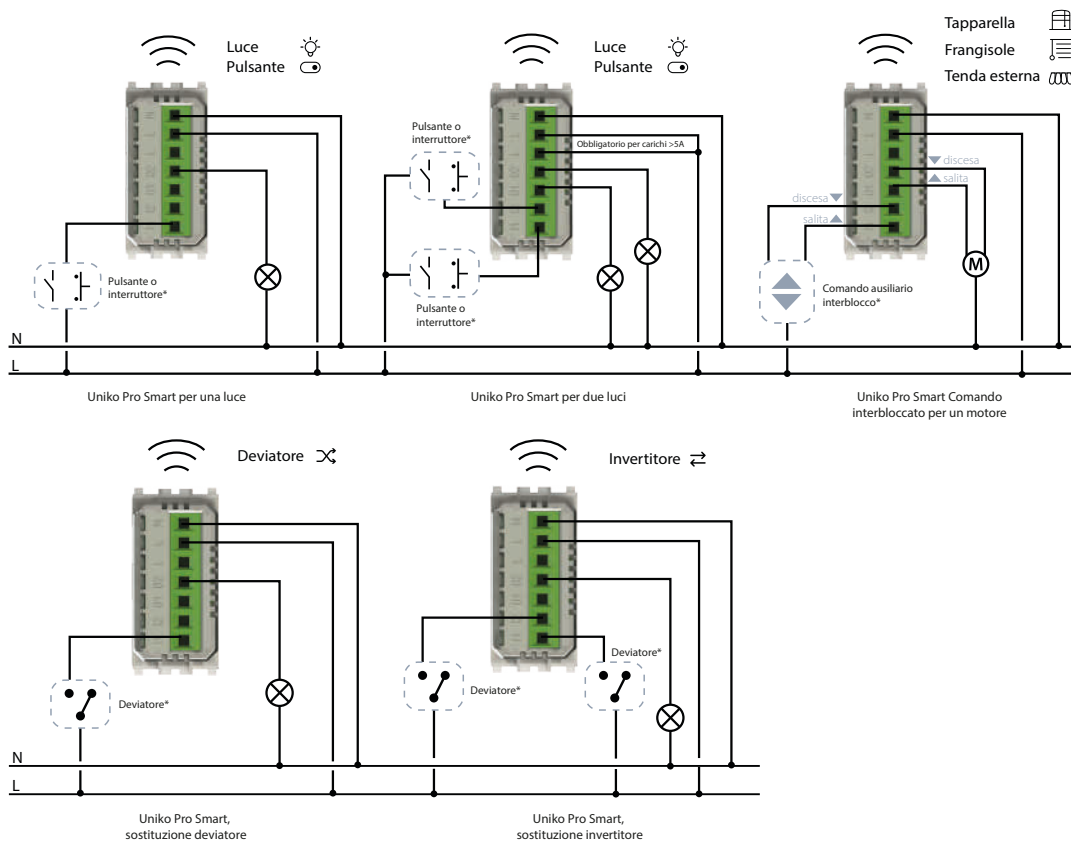 Luce
Pulsante
Luce
Pulsante
Tapparella
Frangisole
Tenda esterna
Pulsante o
interruttore*
Obbligatorio per carichi >5A
discesa
salita
discesa
salita
Pulsante o
interruttore*
Pulsante o
interruttore*
M
Comando ausiliario
interblocco*
N
L
Uniko Pro Smart per una luce
Uniko Pro Smart per due luci
Uniko Pro Smart Comando
interbloccato per un motore
Deviatore
Invertitore
Deviatore*
Deviatore*
Deviatore*
N
L
Uniko Pro Smart,
sostituzione deviatore
Uniko Pro Smart,
sostituzione invertitore